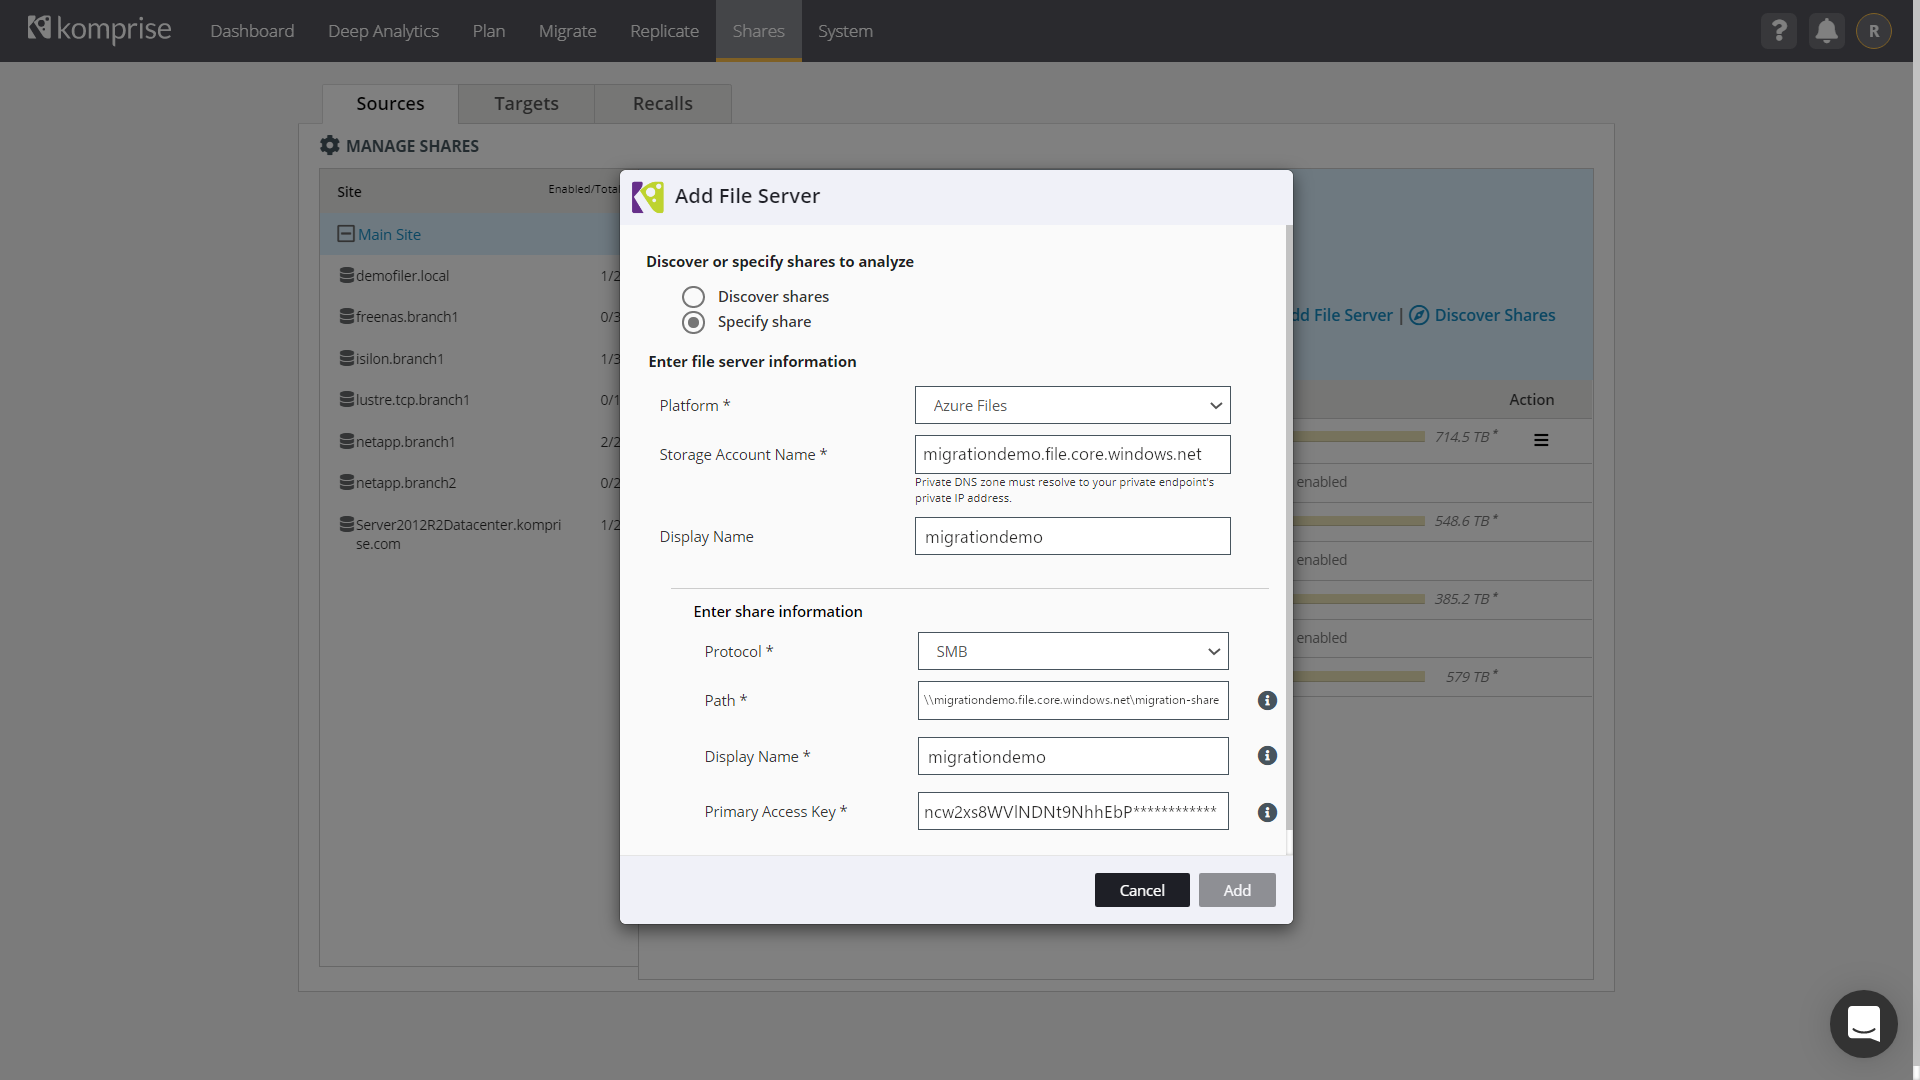 komprise Dashboard Deep Analytics Plan Migrate Replicate Shares System ? R
Sources Targets Recalls
MANAGE SHARES
Site Enabled/Total
Main Site
demofiler.local 1/2
freenas.branch1 0/3
isilon.branch1 1/3
lustre.tcp.branch1 0/1
netapp.branch1 2/2
netapp.branch2 0/2
Server2012R2Datacenter.kompri 1/2
se.com
Add File Server
Discover or specify shares to analyze
Discover shares
Specify share
Enter file server information
Platform * Azure Files
Storage Account Name * migrationdemo.file.core.windows.net
Private DNS zone must resolve to your private endpoint's
private IP address.
Display Name migrationdemo
Enter share information
Protocol * SMB
Path * \\migrationdemo.file.core.windows.net\migration-share
Display Name * migrationdemo
Primary Access Key * ncw2xs8WVlNDNt9NhhEbP************
Cancel Add
dd File Server | Discover Shares
Action
714.5 TB*
enabled
548.6 TB*
enabled
385.2 TB*
enabled
579 TB*